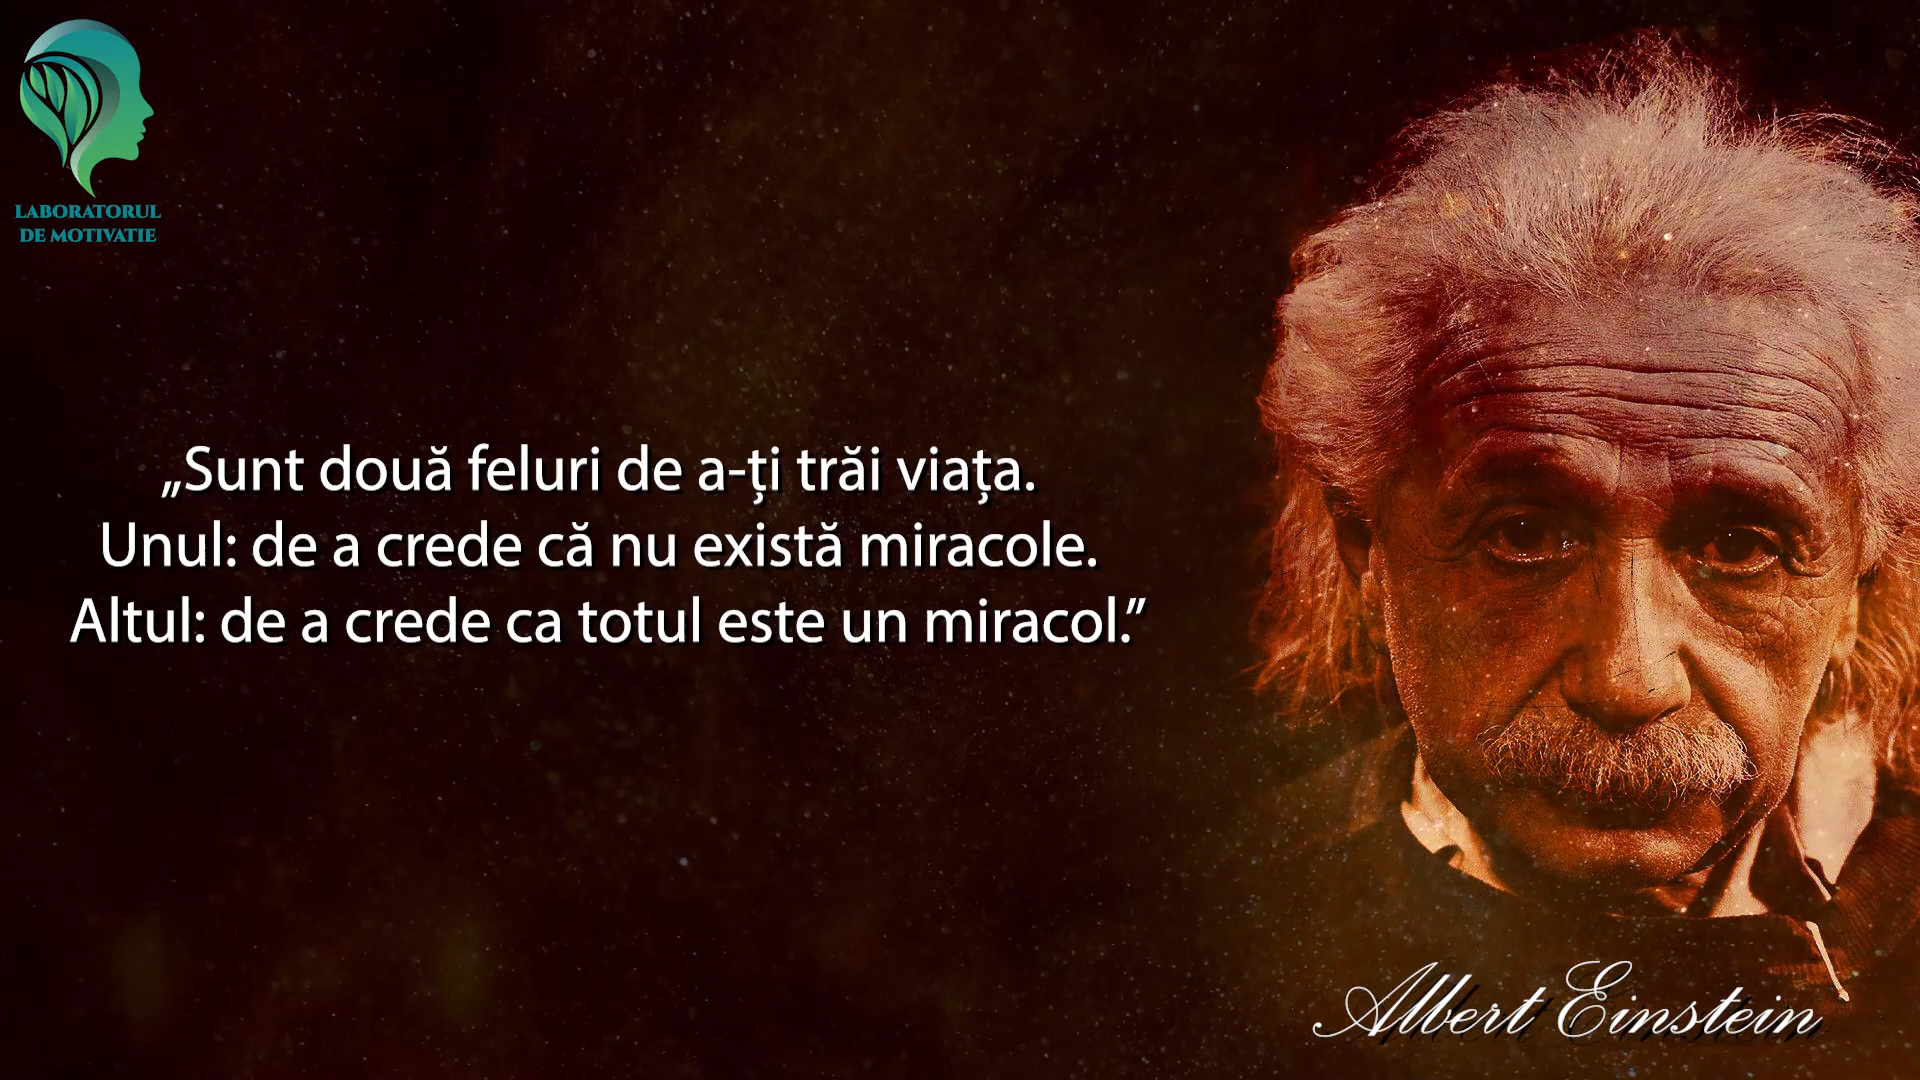 LABORATORUL
DE MOTIVATIE
„Sunt două feluri de a-ți trăi viața.
Unul: de a crede că nu există miracole.
Altul: de a crede ca totul este un miracol.”
Albert Einstein